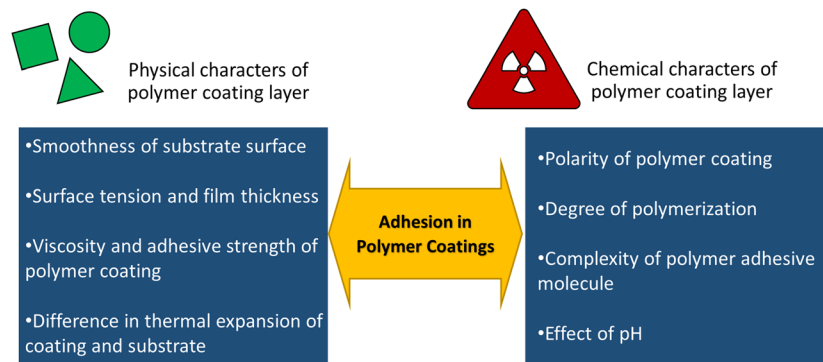 Physical characters of
polymer coating layer
Chemical characters of
polymer coating layer
•Smoothness of substrate surface
•Surface tension and film thickness
•Viscosity and adhesive strength of
polymer coating
•Difference in thermal expansion of
coating and substrate
Adhesion in
Polymer Coatings
•Polarity of polymer coating
•Degree of polymerization
•Complexity of polymer adhesive
molecule
•Effect of pH